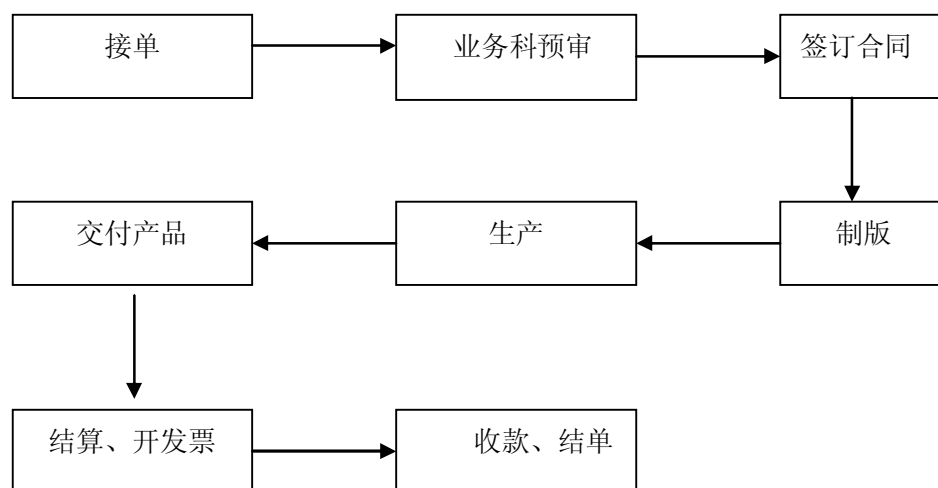 接单
业务科预审
签订合同
制版
生产
交付产品
结算、开发票
收款、结单